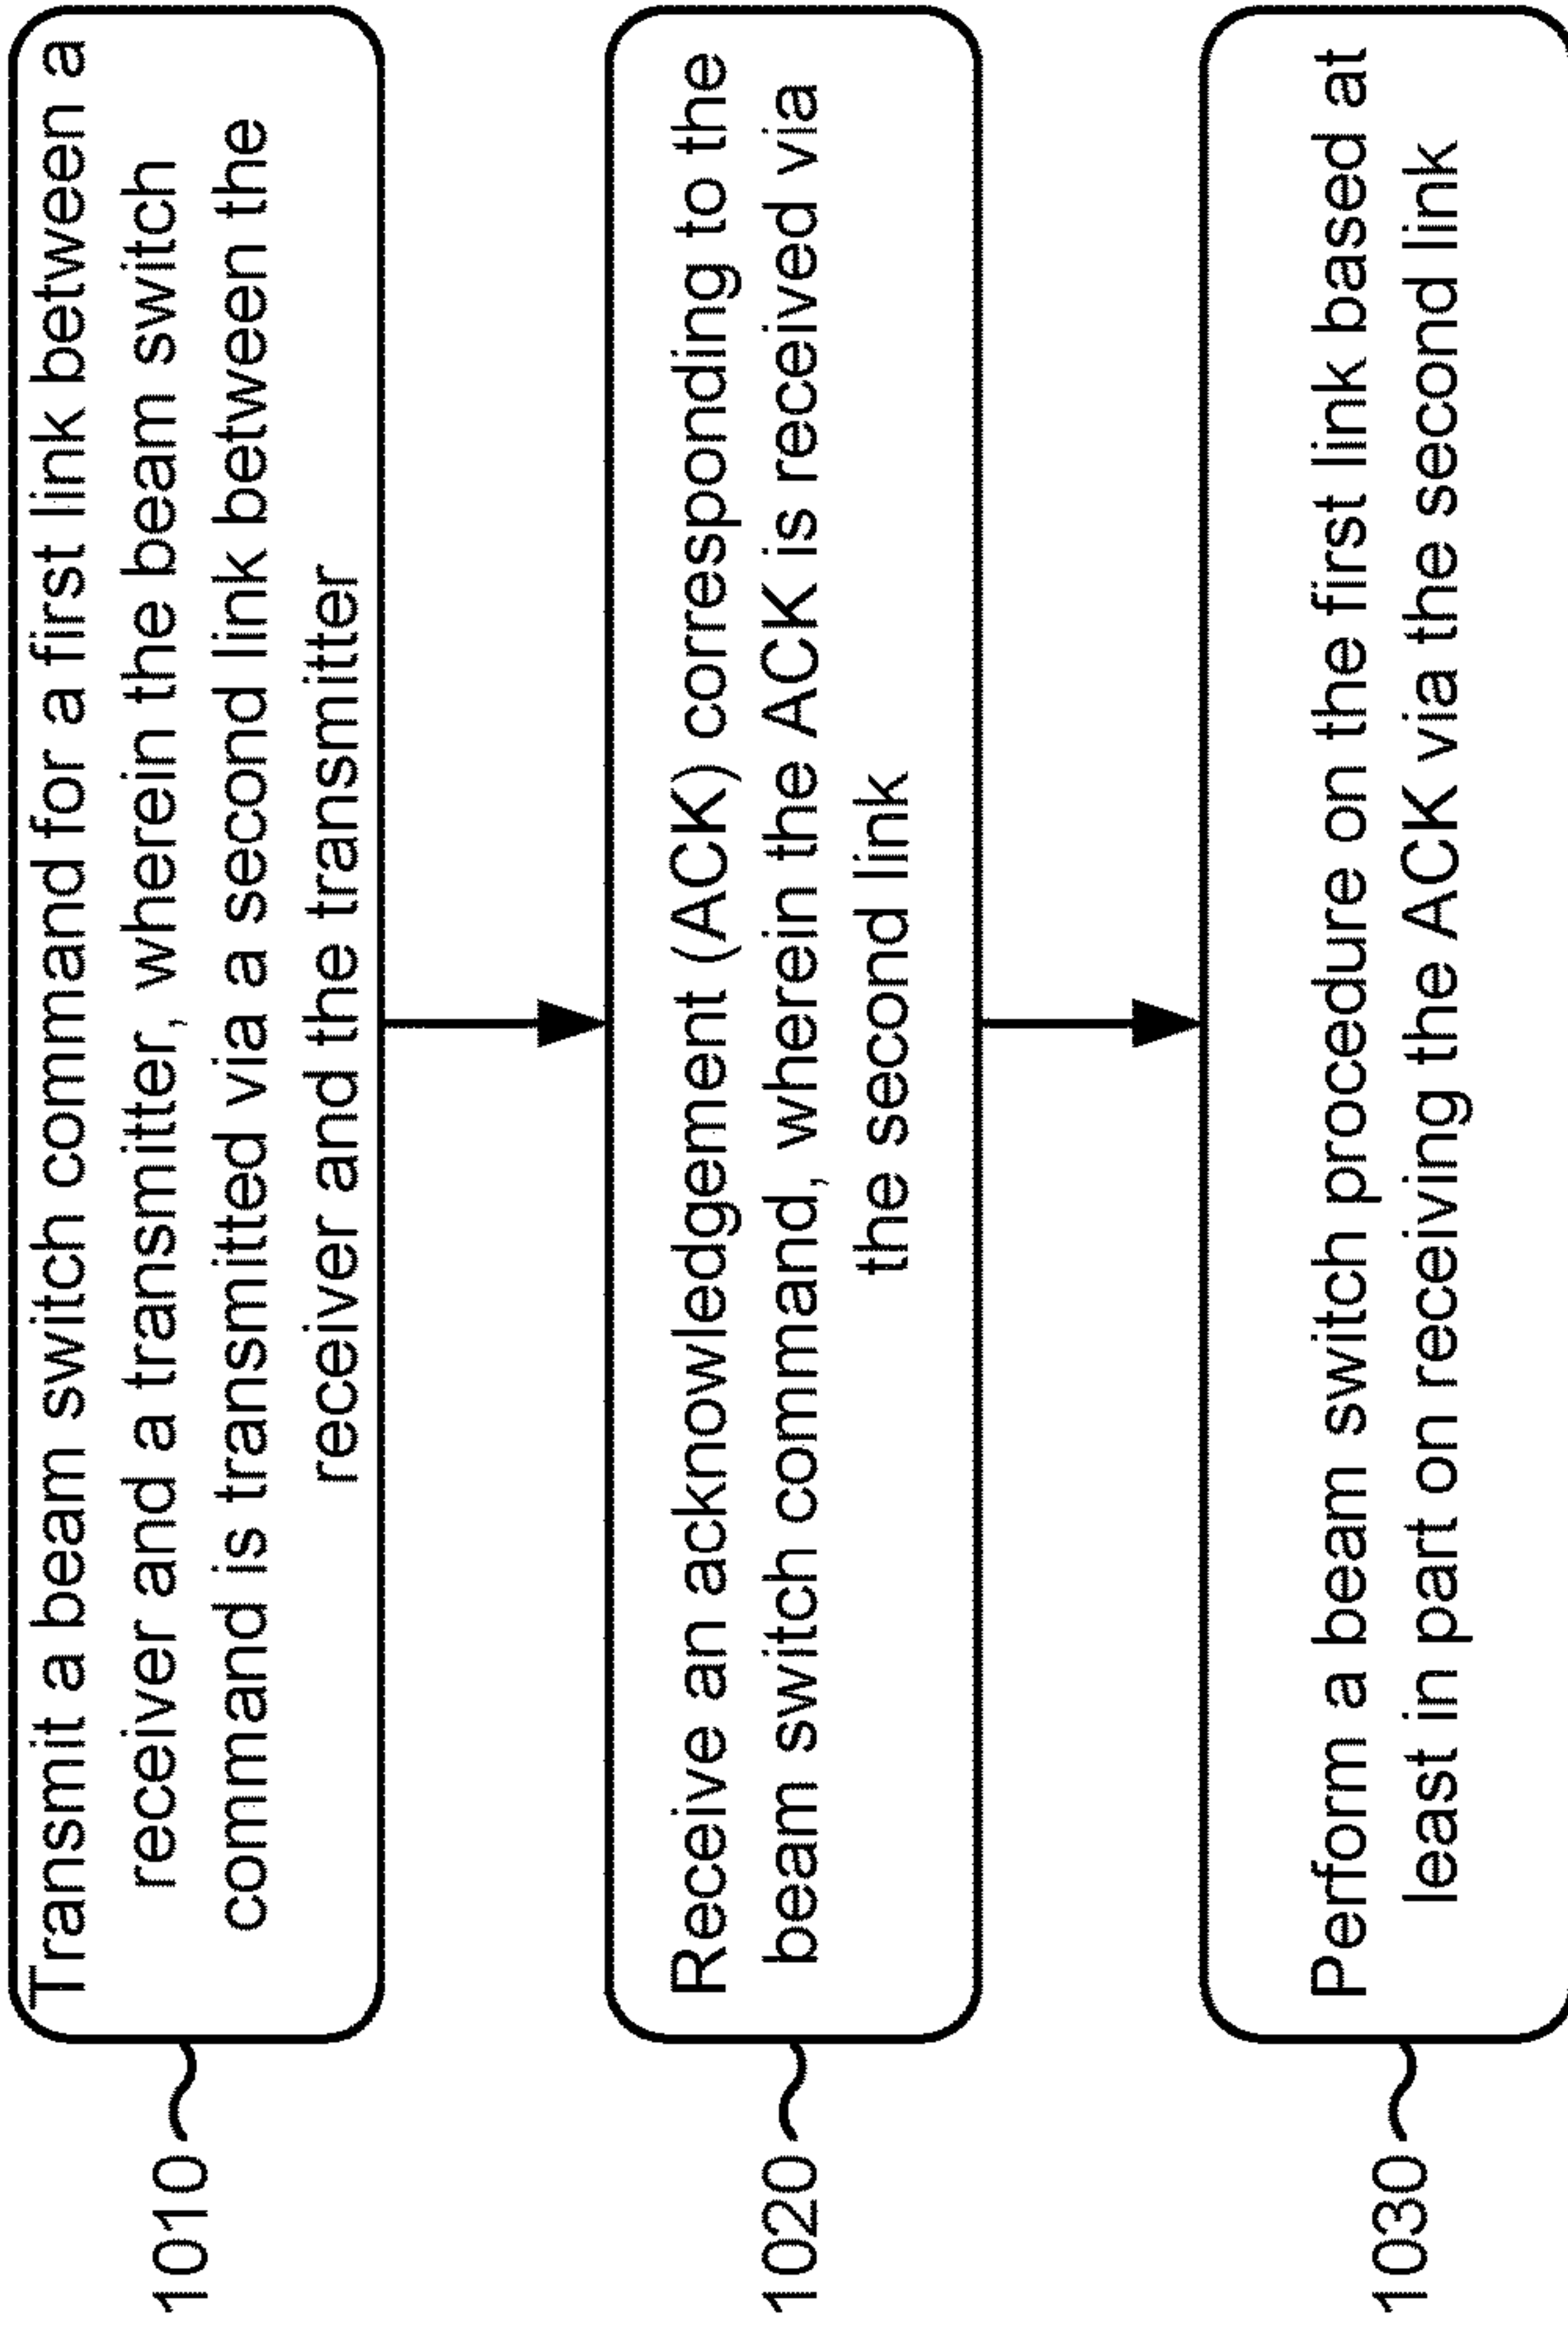 1010
Transmit a beam switch command for a first link between a
receiver and a transmitter, wherein the beam switch
command is transmitted via a second link between the
receiver and the transmitter
1020
Receive an acknowledgement (ACK) corresponding to the
beam switch command, wherein the ACK is received via
the second link
1030
Perform a beam switch procedure on the first link based at
least in part on receiving the ACK via the second link